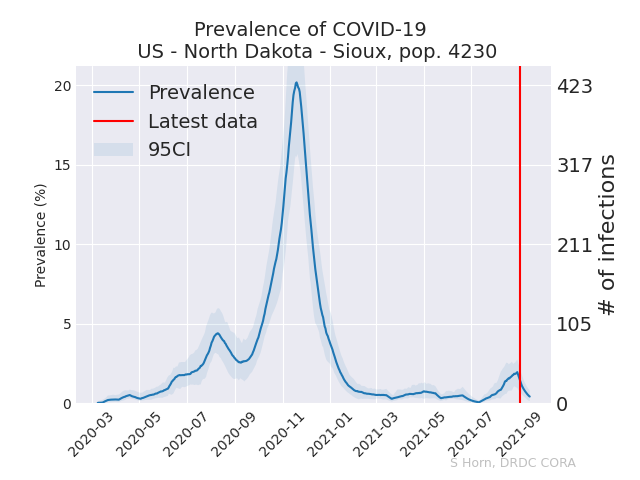 Prevalence of COVID-19
US - North Dakota - Sioux, pop. 4230
Prevalence
Latest data
95CI
Prevalence (%)
20
15
10
5
0
423
317
211
105
0
# of infections
2020-03
2020-05
2020-07
2020-09
2020-11
2021-01
2021-03
2021-05
2021-07
2021-09
S Horn, DRDC CORA